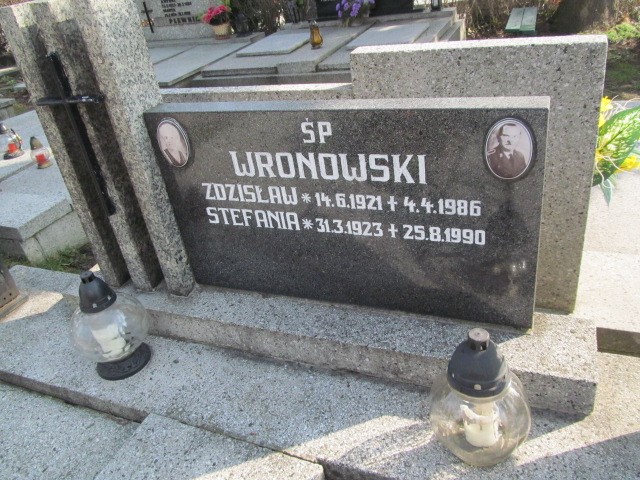 ŚP
WRONOWSKI
ZDZISŁAW * 14.6.1921 ✝ 4.4.1986
STEFANIA * 31.3.1923 ✝ 25.8.1990